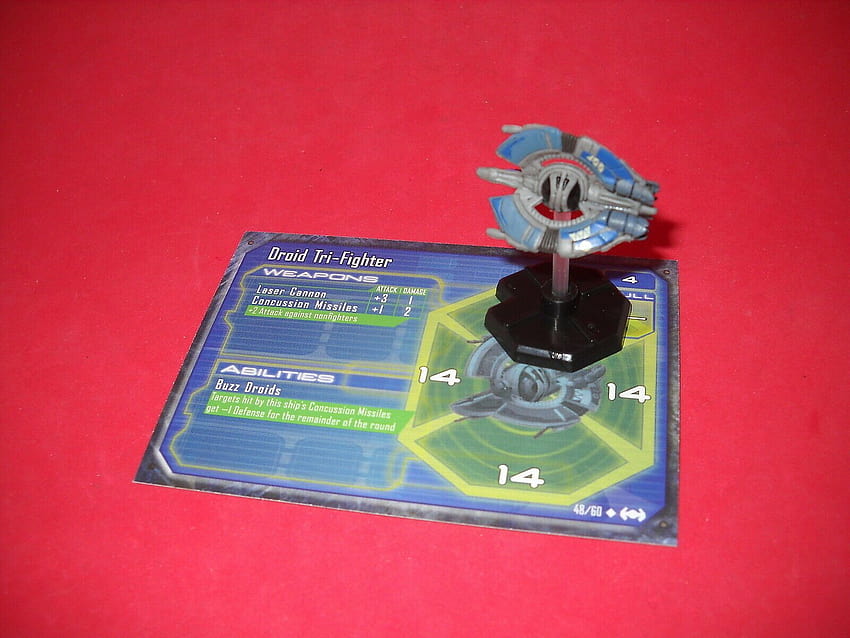 Droid Tri-Fighter
4
WEAPONS
ATTACK DAMAGE
Laser Cannon +3 1
Concussion Missiles +1 2
+2 Attack against nonfighters
ABILITIES
Buzz Droids
Targets hit by this ship's Concussion Missiles
get -1 Defense for the remainder of the round
14
14
14
48/60